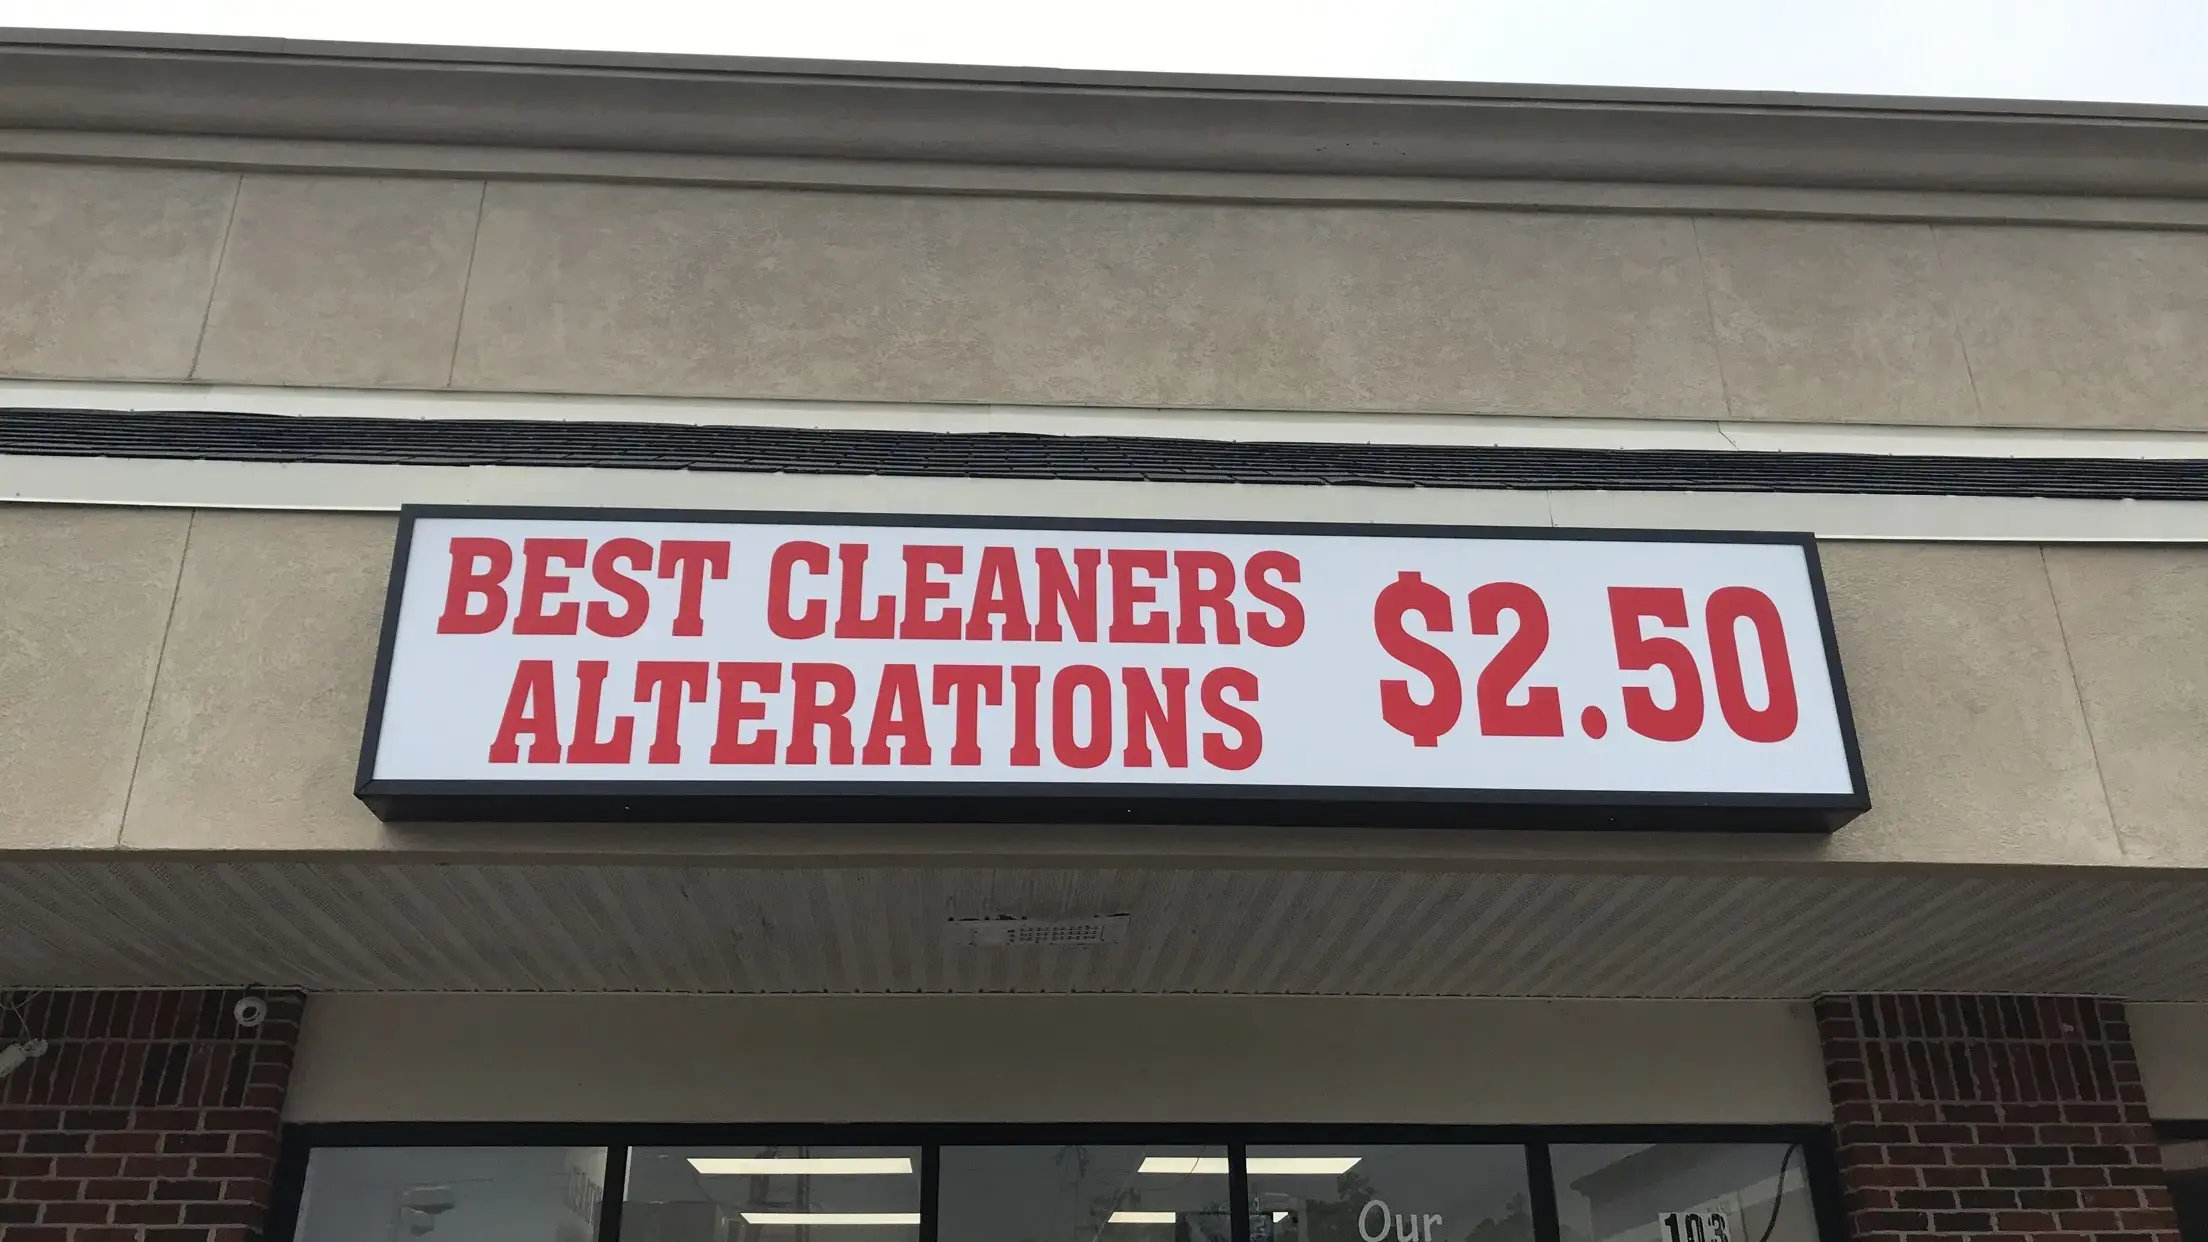 BEST CLEANERS
ALTERATIONS
$2.50
Our
103